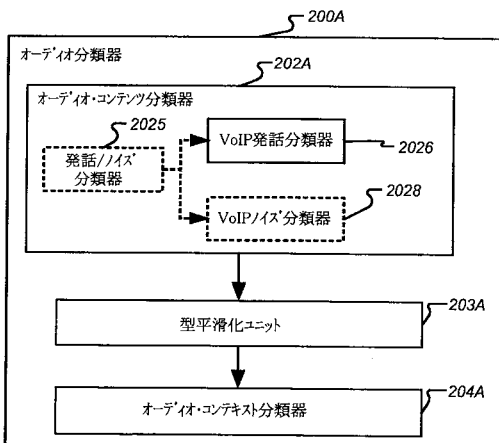 200A
オーディオ分類器
202A
オーディオ・コンテンツ分類器
2025
発話/ノイズ
分類器
VoIP発話分類器
2026
2028
VoIPノイズ分類器
203A
型平滑化ユニット
204A
オーディオ・コンテキスト分類器